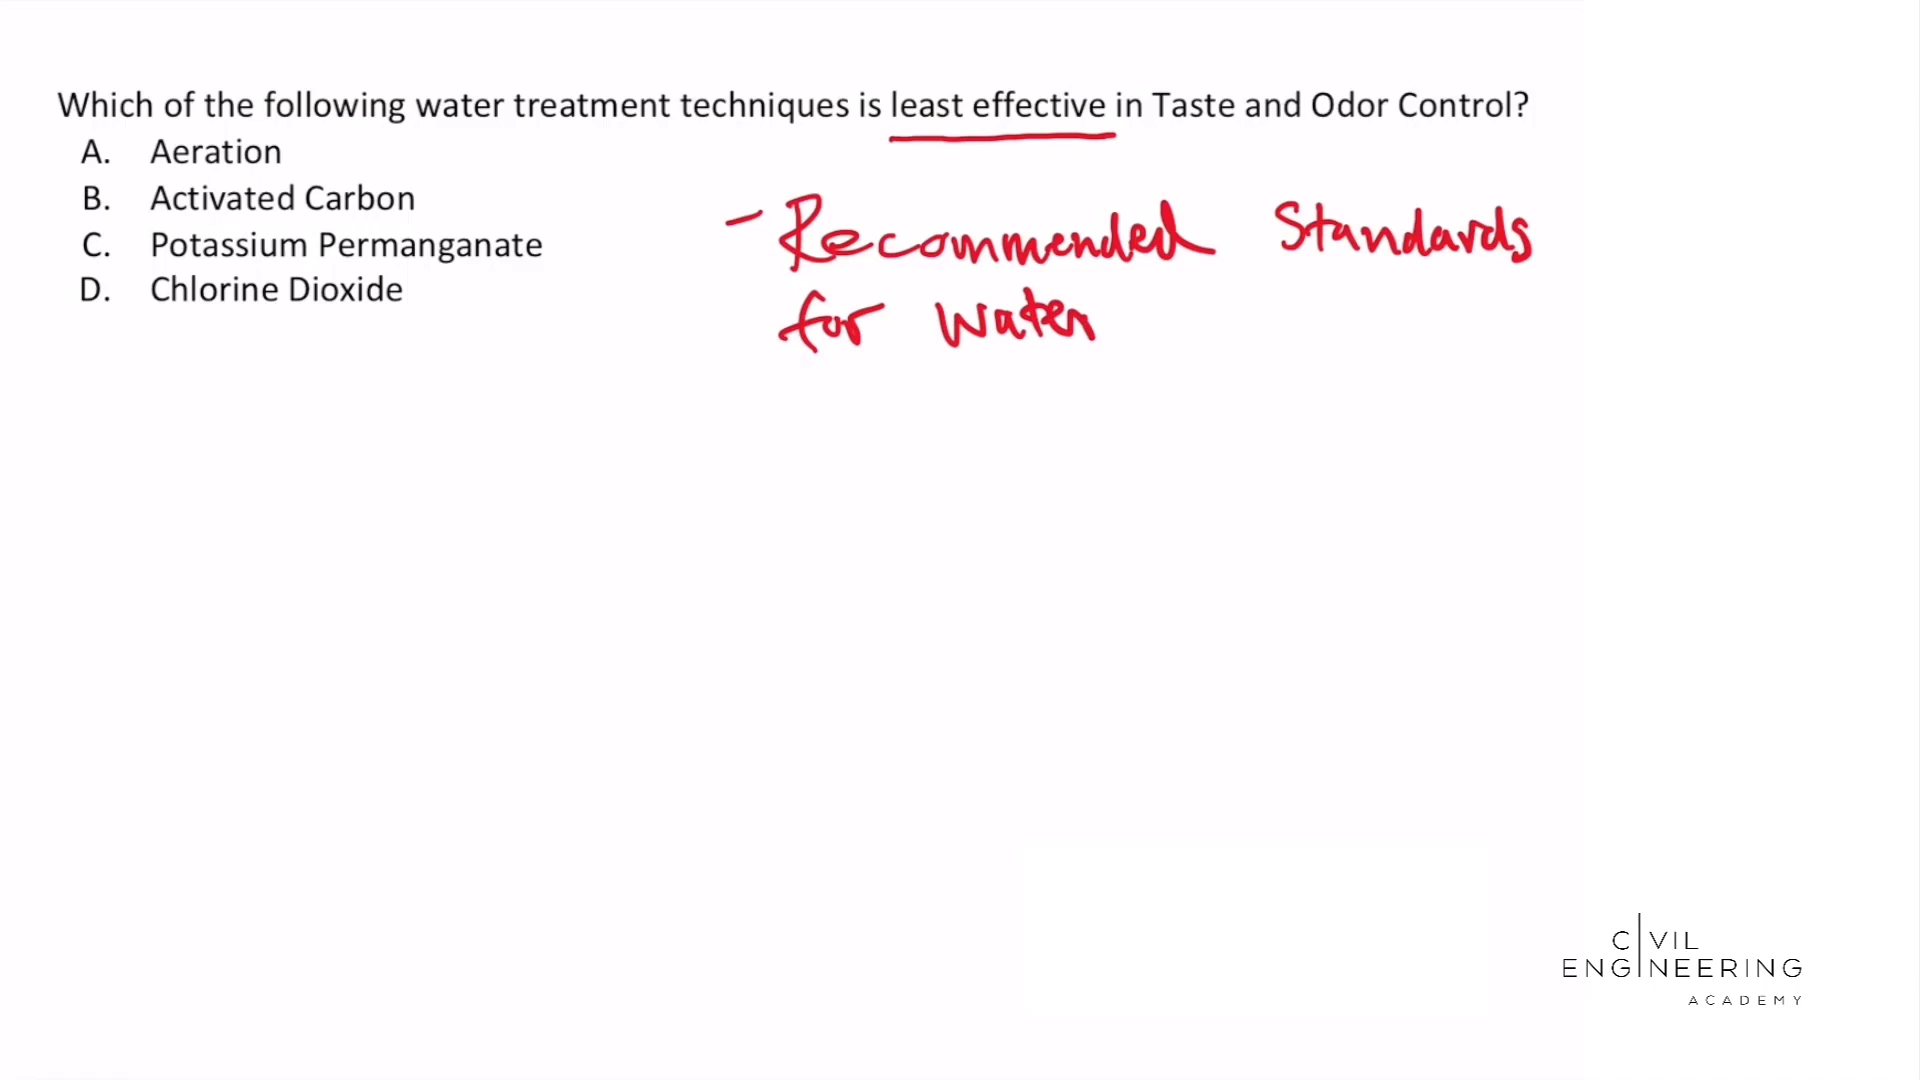 Which of the following water treatment techniques is least effective in Taste and Odor Control?
A. Aeration
B. Activated Carbon
C. Potassium Permanganate
D. Chlorine Dioxide
- Recommended Standards
for Water
CIVIL
ENGINEERING
ACADEMY